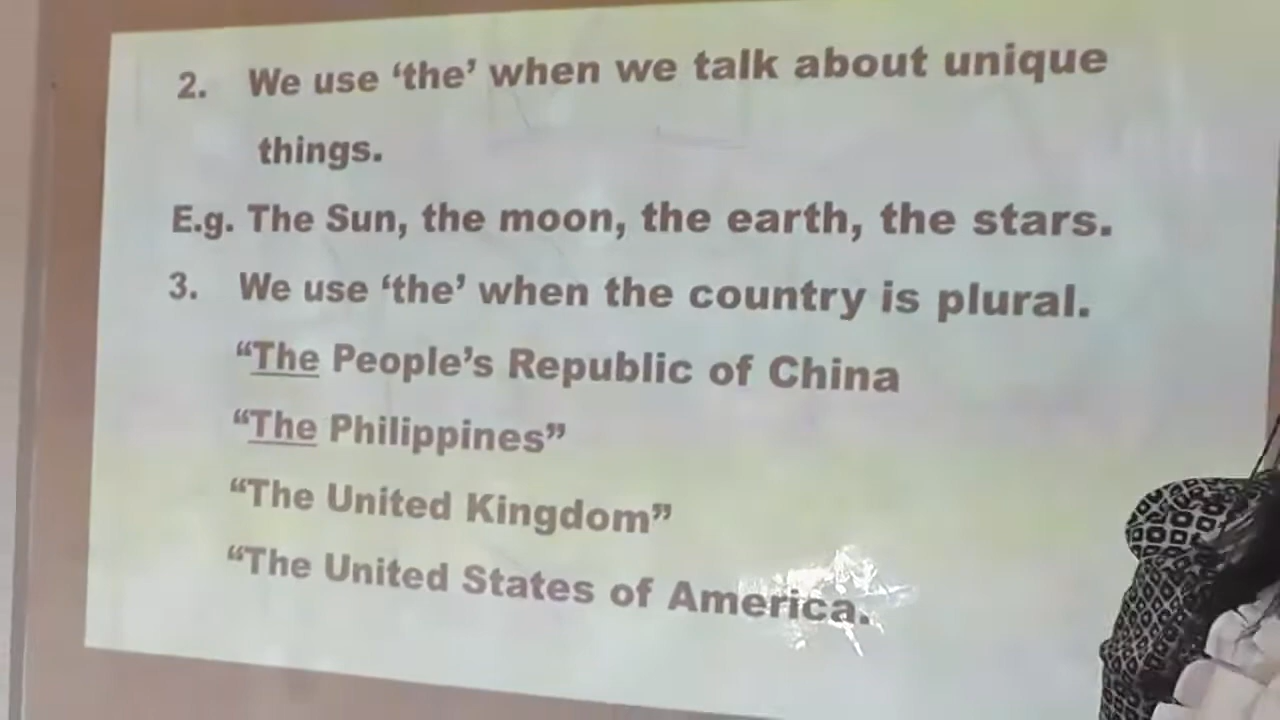 2. We use ‘the’ when we talk about unique
things.
E.g. The Sun, the moon, the earth, the stars.
3. We use ‘the’ when the country is plural.
“The People’s Republic of China
“The Philippines”
“The United Kingdom”
“The United States of America.